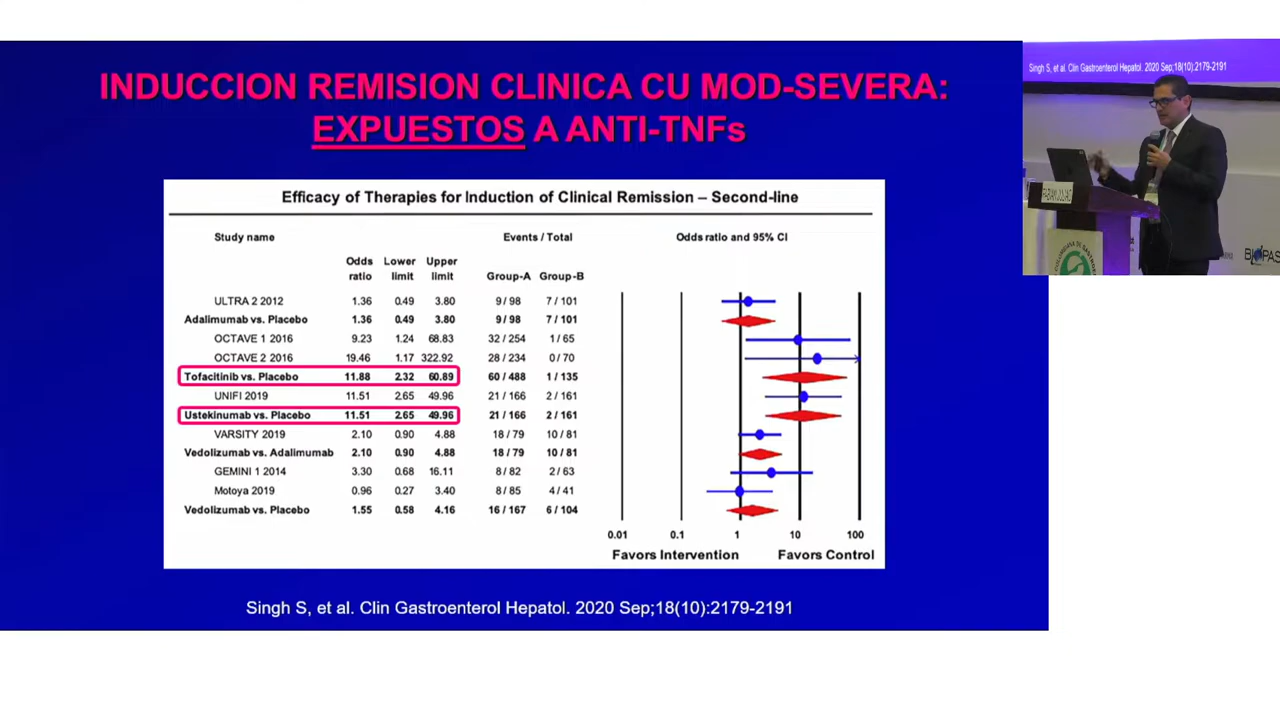 INDUCCION REMISION CLINICA CU MOD-SEVERA:
EXPUESTOS A ANTI-TNFs
Efficacy of Therapies for Induction of Clinical Remission – Second-line
Study name Events / Total Odds ratio and 95% CI
Odds ratio Lower limit Upper limit Group-A Group-B
ULTRA 2 2012 1.36 0.49 3.80 9 / 98 7 / 101
Adalimumab vs. Placebo 1.36 0.49 3.80 9 / 98 7 / 101
OCTAVE 1 2016 9.23 1.24 68.83 32 / 254 1 / 65
OCTAVE 2 2016 19.46 1.17 322.92 28 / 234 0 / 70
Tofacitinib vs. Placebo 11.88 2.32 60.89 60 / 488 1 / 135
UNIFI 2019 11.51 2.65 49.96 21 / 166 2 / 161
Ustekinumab vs. Placebo 11.51 2.65 49.96 21 / 166 2 / 161
VARSITY 2019 2.10 0.90 4.88 18 / 79 10 / 81
Vedolizumab vs. Adalimumab 2.10 0.90 4.88 18 / 79 10 / 81
GEMINI 1 2014 3.30 0.68 16.11 8 / 82 2 / 63
Motoya 2019 0.96 0.27 3.40 8 / 85 4 / 41
Vedolizumab vs. Placebo 1.55 0.58 4.16 16 / 167 6 / 104
0.01 0.1 1 10 100
Favors Intervention Favors Control
Singh S, et al. Clin Gastroenterol Hepatol. 2020 Sep;18(10):2179-2191
Singh S, et al. Clin Gastroenterol Hepatol. 2020 Sep;18(10):2179-2191